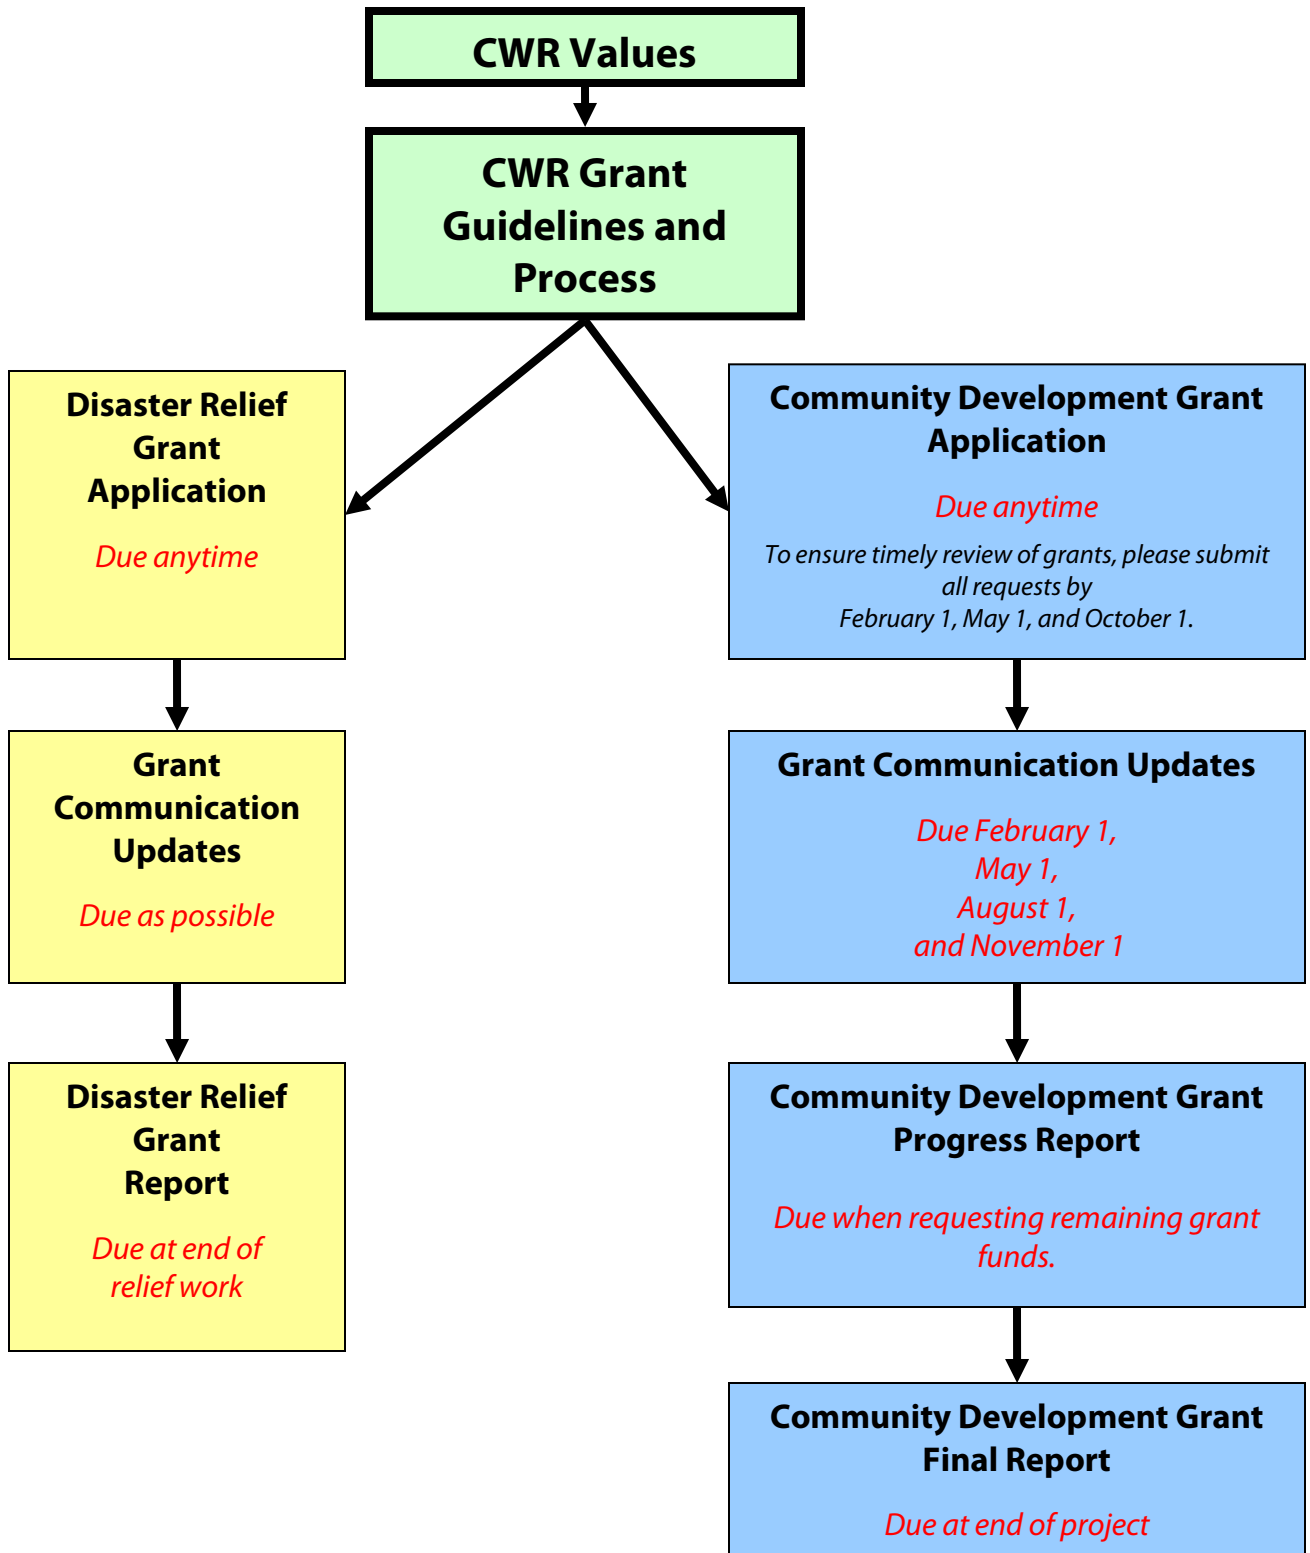 CWR Values
CWR Grant
Guidelines and
Process
Disaster Relief
Grant
Application
Due anytime
Community Development Grant
Application
Due anytime
To ensure timely review of grants, please submit
all requests by
February 1, May 1, and October 1.
Grant
Communication
Updates
Due as possible
Grant Communication Updates
Due February 1,
May 1,
August 1,
and November 1
Disaster Relief
Grant
Report
Due at end of
relief work
Community Development Grant
Progress Report
Due when requesting remaining grant
funds.
Community Development Grant
Final Report
Due at end of project